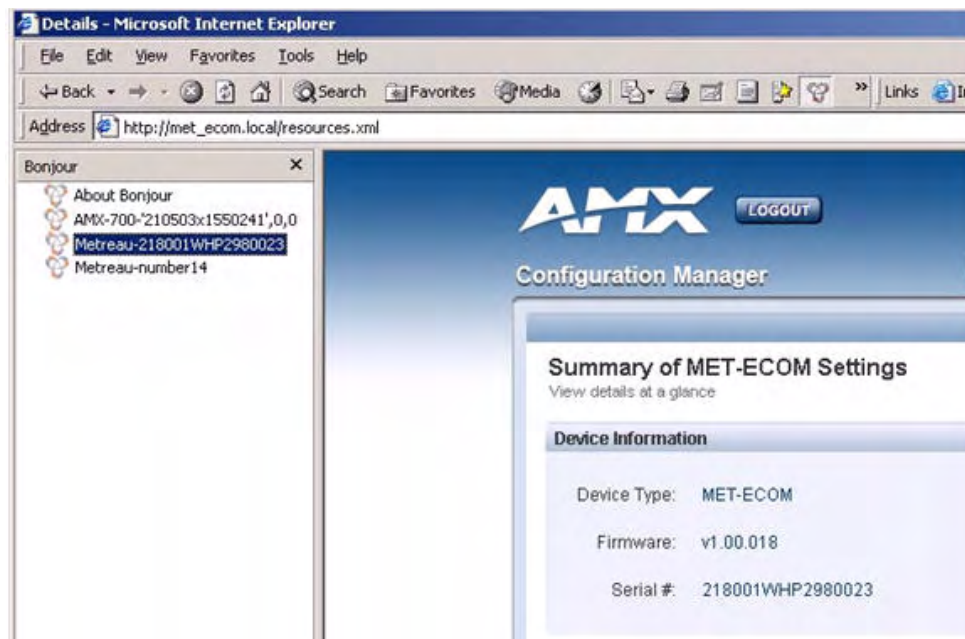 Details - Microsoft Internet Explorer
File Edit View Favorites Tools Help
Back Search Favorites Media » Links
Address http://met_ecom.local/resources.xml
Bonjour
About Bonjour
AMX-700-'210503x1550241',0,0
Metreau-218001WHP2980023
Metreau-number14
AMX LOGOUT
Configuration Manager
Summary of MET-ECOM Settings
View details at a glance
Device Information
Device Type: MET-ECOM
Firmware: v1.00.018
Serial #: 218001WHP2980023